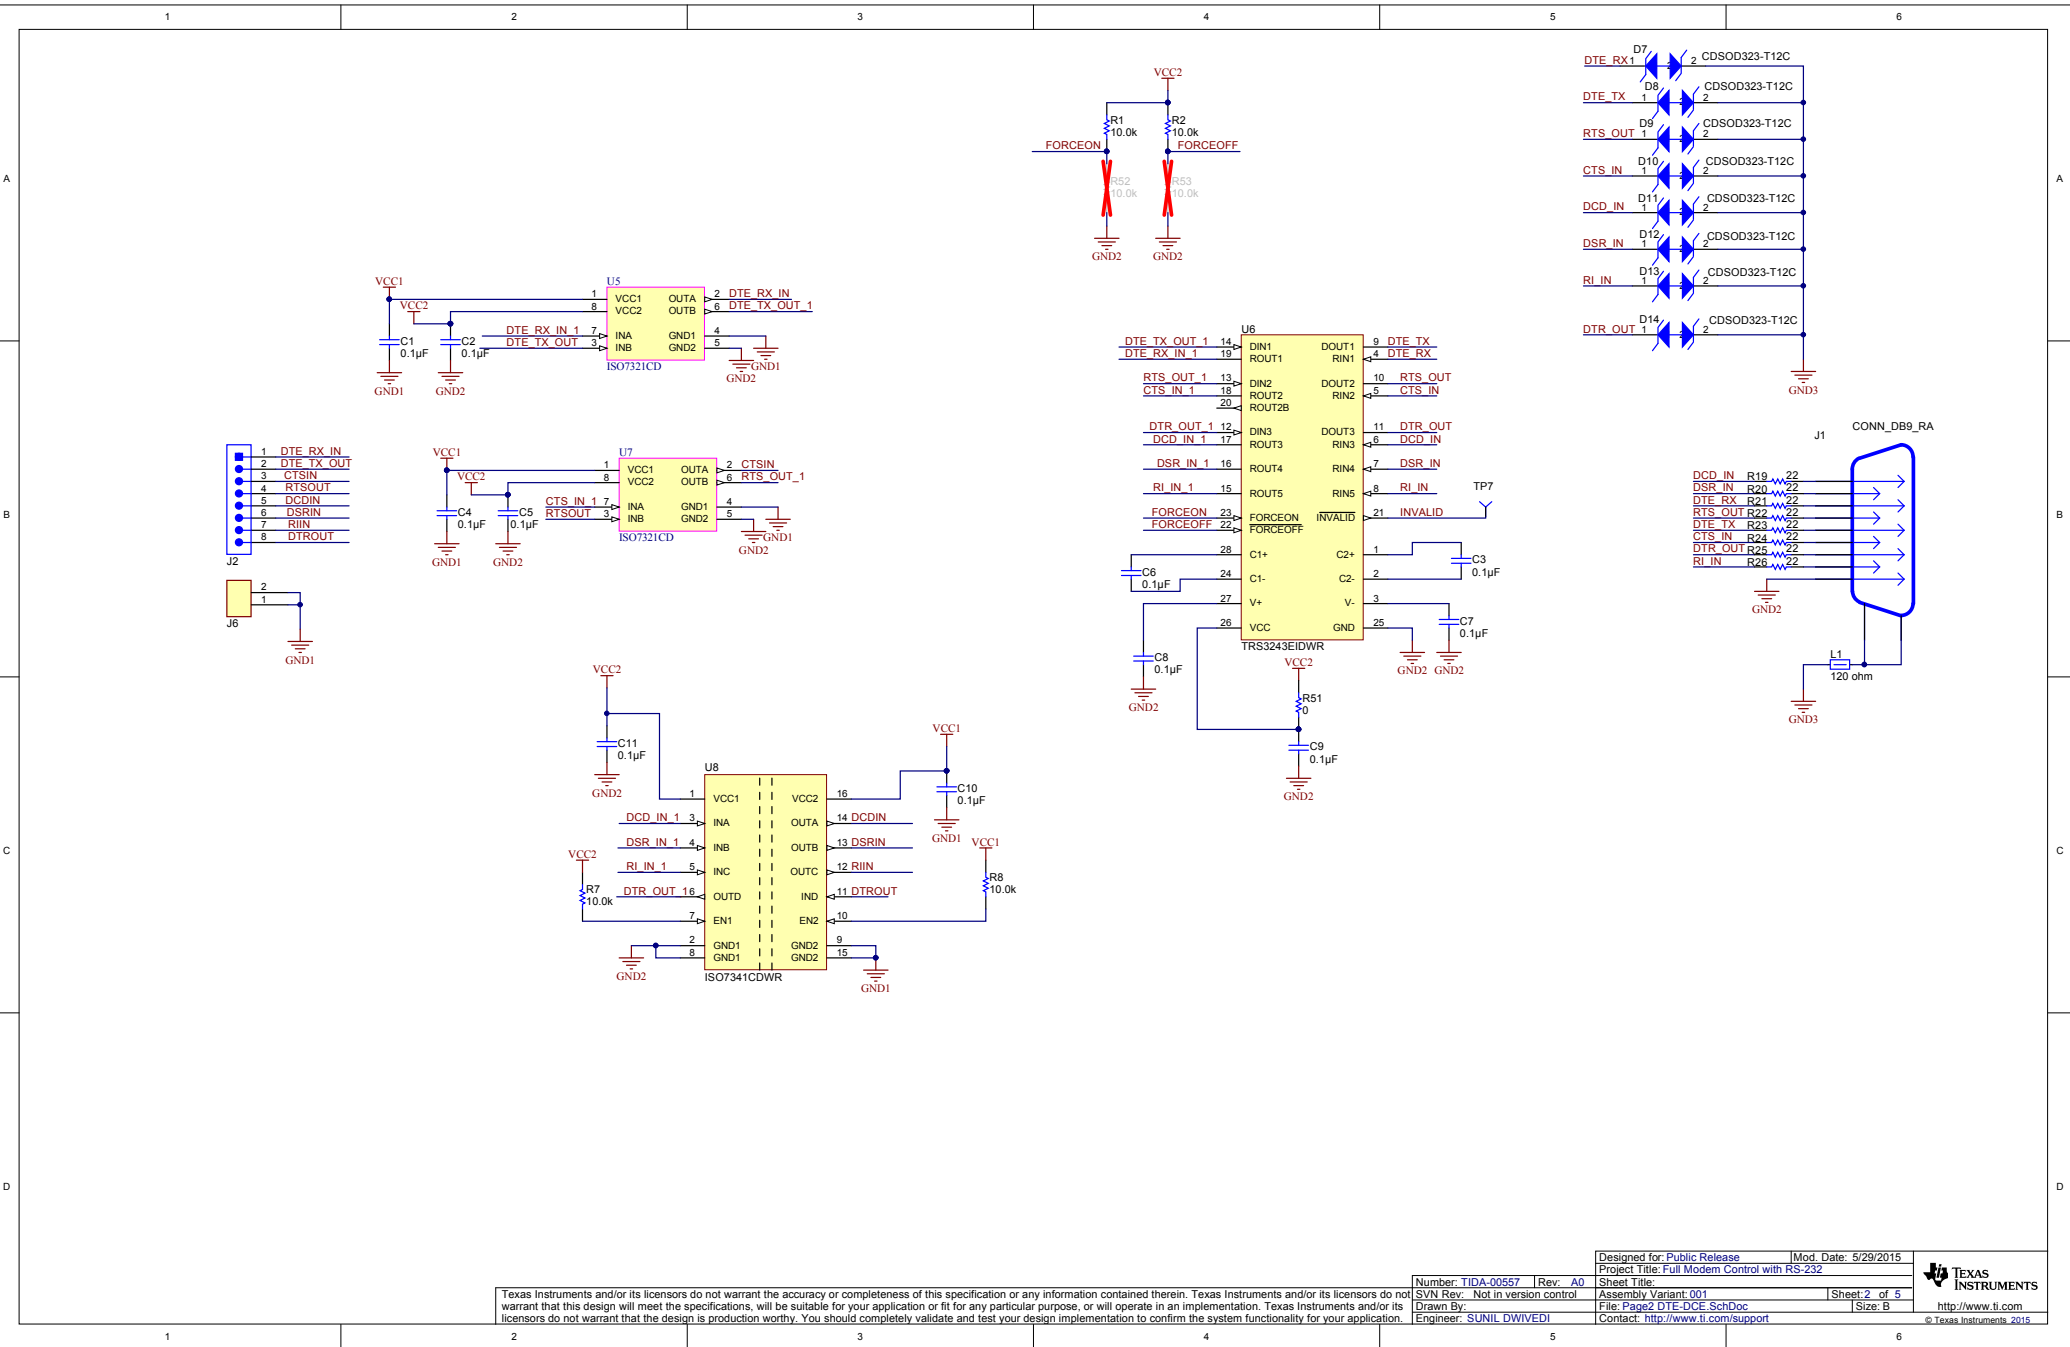 1 2 3 4 5 6
A
B
C
D
A
B
C
D
VCC2
R1
10.0k
R2
10.0k
FORCEON
FORCEOFF
R52
10.0k
R53
10.0k
GND2
GND2
DTE_RX 1 D7 2 CDSOD323-T12C
DTE_TX 1 D8 2 CDSOD323-T12C
RTS_OUT 1 D9 2 CDSOD323-T12C
CTS_IN 1 D10 2 CDSOD323-T12C
DCD_IN 1 D11 2 CDSOD323-T12C
DSR_IN 1 D12 2 CDSOD323-T12C
RI_IN 1 D13 2 CDSOD323-T12C
DTR_OUT 1 D14 2 CDSOD323-T12C
GND3
VCC1
VCC2
C1
0.1µF
C2
0.1µF
GND1
GND2
U5
1 VCC1 OUTA 2 DTE_RX_IN
8 VCC2 OUTB 6 DTE_TX_OUT_1
DTE_RX_IN_1 7 INA GND1 4
DTE_TX_OUT 3 INB GND2 5
ISO7321CD
GND1
GND2
J2
1 DTE_RX_IN
2 DTE_TX_OUT
3 CTSIN
4 RTSOUT
5 DCDIN
6 DSRIN
7 RIIN
8 DTROUT
J6
2
1
GND1
VCC1
VCC2
C4
0.1µF
C5
0.1µF
GND1
GND2
U7
1 VCC1 OUTA 2 CTSIN
8 VCC2 OUTB 6 RTS_OUT_1
CTS_IN_1 7 INA GND1 4
RTSOUT 3 INB GND2 5
ISO7321CD
GND1
GND2
U6
DTE_TX_OUT_1 14 DIN1 DOUT1 9 DTE_TX
DTE_RX_IN_1 19 ROUT1 RIN1 4 DTE_RX
RTS_OUT_1 13 DIN2 DOUT2 10 RTS_OUT
CTS_IN_1 18 ROUT2 RIN2 5 CTS_IN
20 ROUT2B
DTR_OUT_1 12 DIN3 DOUT3 11 DTR_OUT
DCD_IN_1 17 ROUT3 RIN3 6 DCD_IN
DSR_IN_1 16 ROUT4 RIN4 7 DSR_IN
RI_IN_1 15 ROUT5 RIN5 8 RI_IN
FORCEON 23 FORCEON INVALID 21 INVALID
FORCEOFF 22 FORCEOFF
28 C1+ C2+ 1
24 C1- C2- 2
27 V+ V- 3
26 VCC GND 25
TRS3243EIDWR
TP7
C6
0.1µF
C3
0.1µF
C7
0.1µF
C8
0.1µF
GND2
GND2
GND2
VCC2
R51
0
C9
0.1µF
GND2
J1
CONN_DB9_RA
DCD_IN R19 22
DSR_IN R20 22
DTE_RX R21 22
RTS_OUT R22 22
DTE_TX R23 22
CTS_IN R24 22
DTR_OUT R25 22
RI_IN R26 22
GND2
L1
120 ohm
GND3
VCC2
C11
0.1µF
GND2
VCC1
C10
0.1µF
GND1
U8
1 VCC1 VCC2 16
DCD_IN_1 3 INA OUTA 14 DCDIN
DSR_IN_1 4 INB OUTB 13 DSRIN
RI_IN_1 5 INC OUTC 12 RIIN
DTR_OUT_1 6 OUTD IND 11 DTROUT
7 EN1 EN2 10
2 GND1 GND2 9
8 GND1 GND2 15
ISO7341CDWR
VCC2
R7
10.0k
VCC1
R8
10.0k
GND2
GND1
Texas Instruments and/or its licensors do not warrant the accuracy or completeness of this specification or any information contained therein. Texas Instruments and/or its licensors do not
warrant that this design will meet the specifications, will be suitable for your application or fit for any particular purpose, or will operate in an implementation. Texas Instruments and/or its
licensors do not warrant that the design is production worthy. You should completely validate and test your design implementation to confirm the system functionality for your application.
Number: TIDA-00557 Rev: A0
SVN Rev: Not in version control
Drawn By:
Engineer: SUNIL DWIVEDI
Designed for: Public Release Mod. Date: 5/29/2015
Project Title: Full Modem Control with RS-232
Sheet Title:
Assembly Variant: 001 Sheet: 2 of 5
File: Page2 DTE-DCE.SchDoc Size: B
Contact: http://www.ti.com/support
TEXAS
INSTRUMENTS
http://www.ti.com
© Texas Instruments 2015
1 2 3 4 5 6